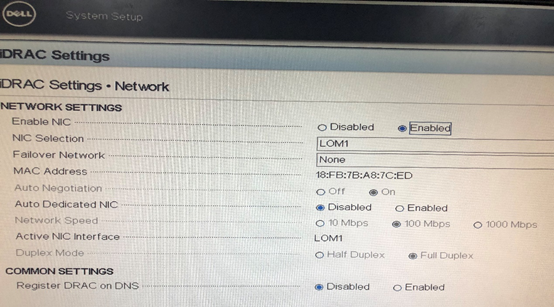 DELL System Setup
iDRAC Settings
iDRAC Settings • Network
NETWORK SETTINGS
Enable NIC Disabled Enabled
NIC Selection LOM1
Failover Network None
MAC Address 18:FB:7B:A8:7C:ED
Auto Negotiation Off On
Auto Dedicated NIC Disabled Enabled
Network Speed 10 Mbps 100 Mbps 1000 Mbps
Active NIC Interface LOM1
Duplex Mode Half Duplex Full Duplex
COMMON SETTINGS
Register DRAC on DNS Disabled Enabled